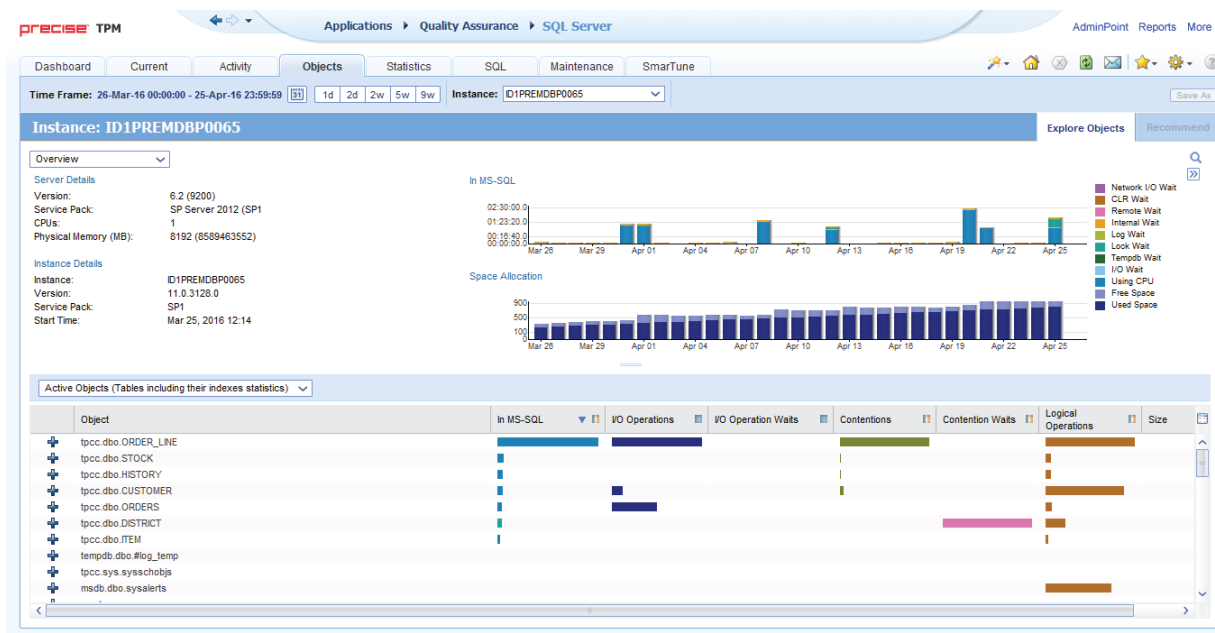 precise TPM
Applications Quality Assurance SQL Server
AdminPoint Reports More
Dashboard Current Activity Objects Statistics SQL Maintenance SmarTune
Time Frame: 26-Mar-16 00:00:00 - 25-Apr-16 23:59:59 31 1d 2d 2w 5w 9w Instance: ID1PREMDBP0065
Save As
Instance: ID1PREMDBP0065
Explore Objects Recommend
Overview
Server Details
Version: 6.2 (9200)
Service Pack: SP Server 2012 (SP1
CPUs: 1
Physical Memory (MB): 8192 (8589463552)
Instance Details
Instance: ID1PREMDBP0065
Version: 11.0.3128.0
Service Pack: SP1
Start Time: Mar 25, 2016 12:14
In MS-SQL
02:30:00.0
01:23:20.0
00:16:40.0
00:00:00.0
Mar 26 Mar 29 Apr 01 Apr 04 Apr 07 Apr 10 Apr 13 Apr 16 Apr 19 Apr 22 Apr 25
Space Allocation
900
500
100
0
Mar 26 Mar 29 Apr 01 Apr 04 Apr 07 Apr 10 Apr 13 Apr 16 Apr 19 Apr 22 Apr 25
Network I/O Wait
CLR Wait
Remote Wait
Internal Wait
Log Wait
Look Wait
Tempdb Wait
I/O Wait
Using CPU
Free Space
Used Space
Active Objects (Tables including their indexes statistics)
Object In MS-SQL I/O Operations I/O Operation Waits Contentions Contention Waits Logical Operations Size
tpcc.dbo.ORDER_LINE
tpcc.dbo.STOCK
tpcc.dbo.HISTORY
tpcc.dbo.CUSTOMER
tpcc.dbo.ORDERS
tpcc.dbo.DISTRICT
tpcc.dbo.ITEM
tempdb.dbo.#log_temp
tpcc.sys.sysschobjs
msdb.dbo.sysalerts